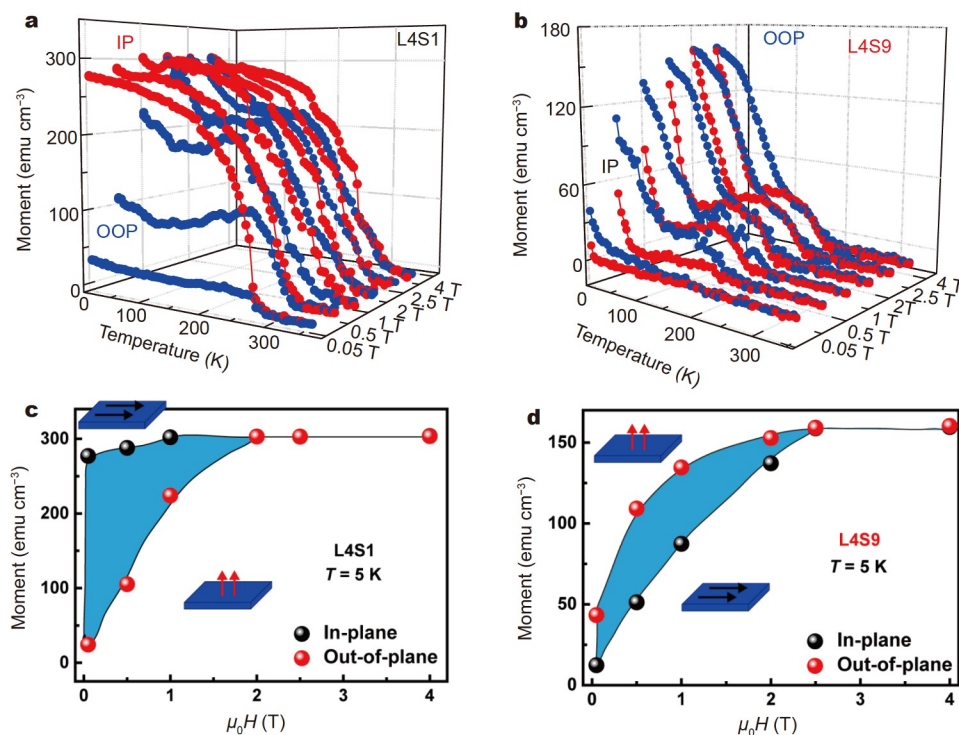 a
L4S1
IP
OOP
Moment (emu cm⁻³)
300
200
100
0
0
100
200
300
Temperature (K)
0.05 T
0.5 T
1 T
2 T
2.5 T
4 T
b
OOP
L4S9
IP
Moment (emu cm⁻³)
180
120
60
0
0
100
200
300
Temperature (K)
0.05 T
0.5 T
1 T
2 T
2.5 T
4 T
c
Moment (emu cm⁻³)
300
200
100
0
L4S1
T = 5 K
In-plane
Out-of-plane
0
1
2
3
4
μ₀H (T)
d
Moment (emu cm⁻³)
150
100
50
0
L4S9
T = 5 K
In-plane
Out-of-plane
0
1
2
3
4
μ₀H (T)